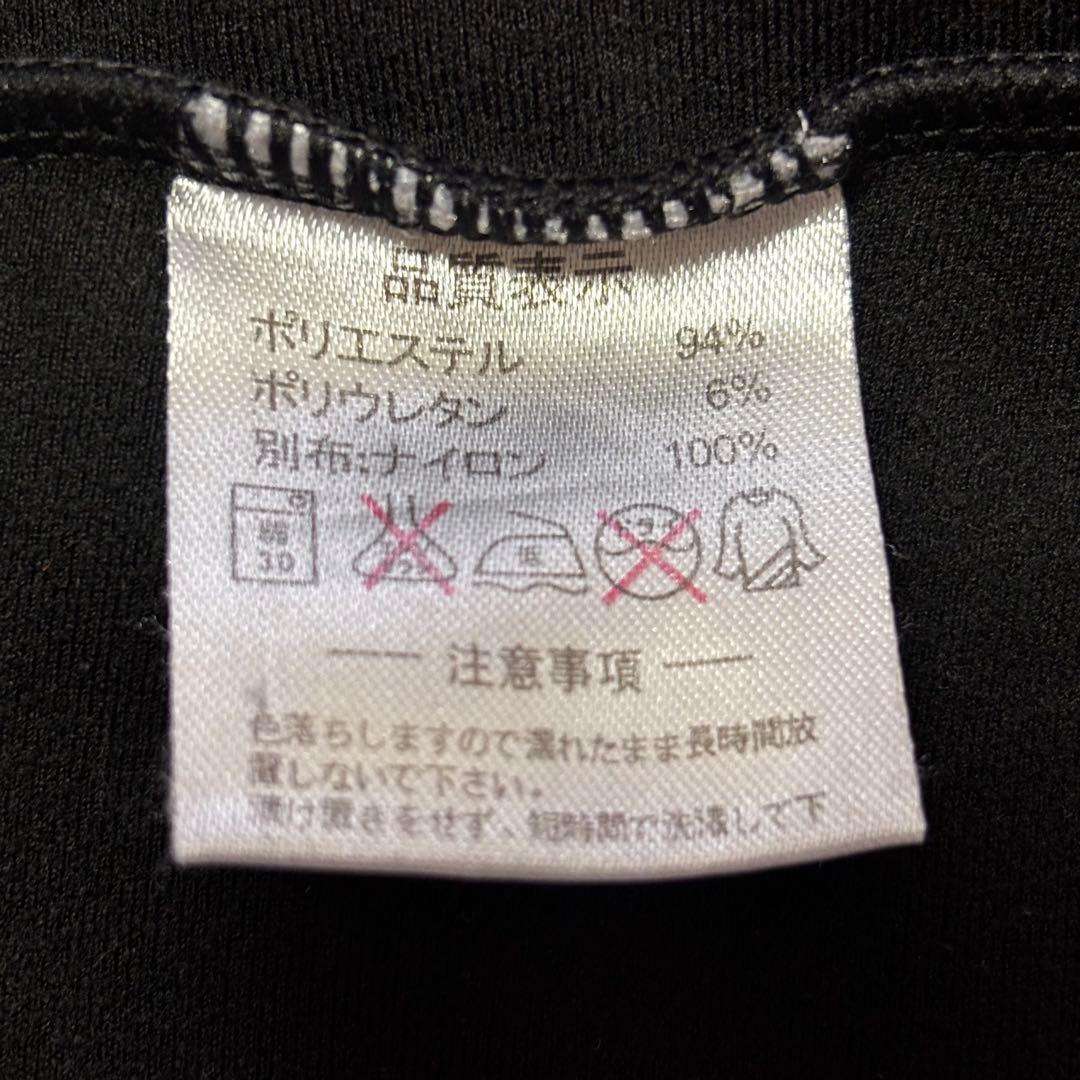 品質表示
ポリエステル 94%
ポリウレタン 6%
別布:ナイロン 100%
30
低
注意事項
色落ちしますので濡れたまま長時間放
置しないで下さい。
漬け置きをせず、短時間で洗濯して下